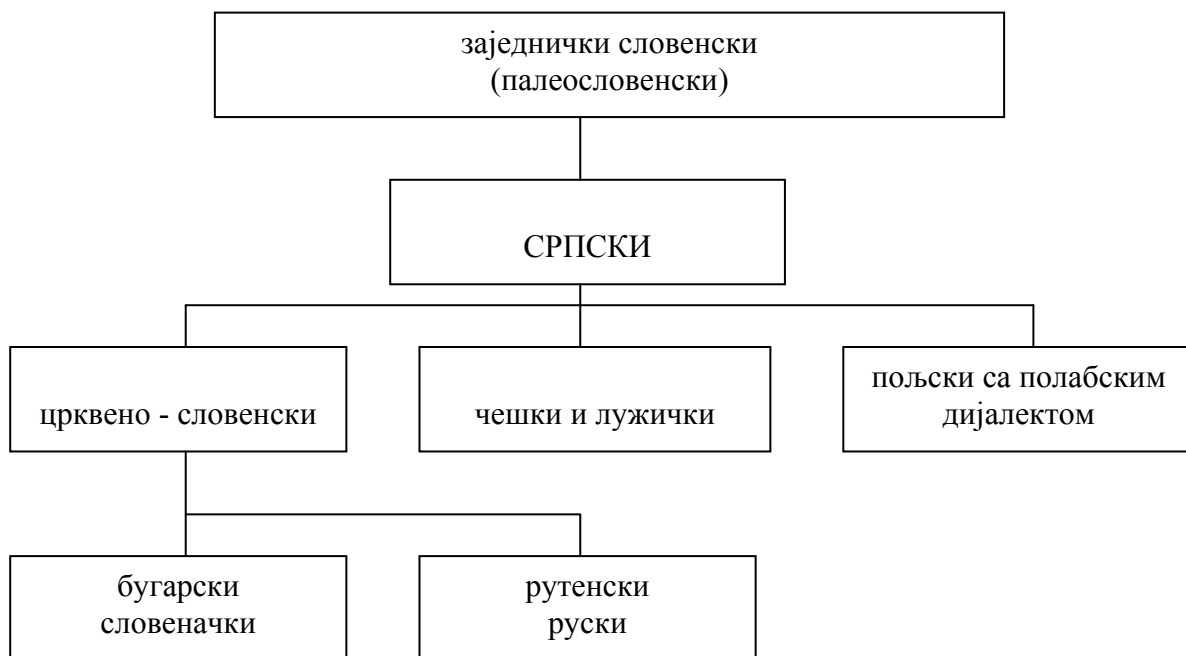 заједнички словенски
(палеословенски)
СРПСКИ
црквено - словенски
чешки и лужички
пољски са полабским
дијалектом
бугарски
словеначки
рутенски
руски